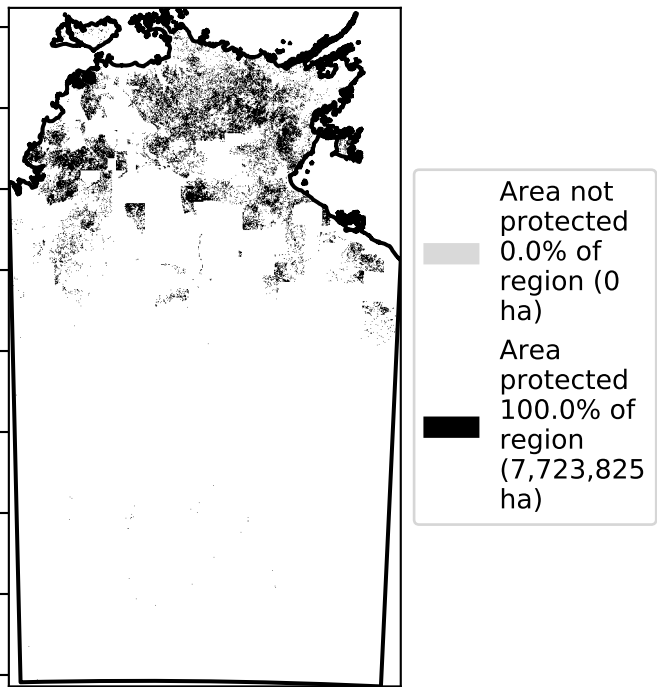 Area not
protected
0.0% of
region (0
ha)
Area
protected
100.0% of
region
(7,723,825
ha)